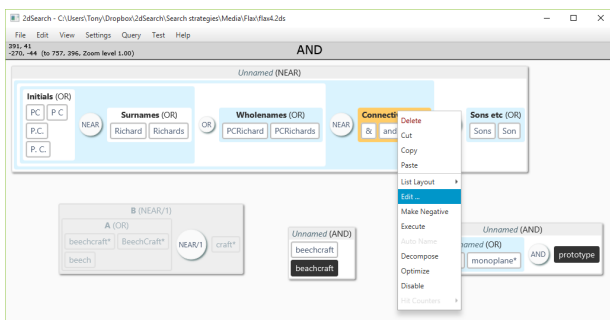 2dSearch - C:\Users\Tony\Dropbox\2dSearch\Search strategies\Media\Flax\flax4.2ds
File Edit View Settings Query Test Help
391, 41
-270, -44 (to 757, 396, Zoom level 1.00)
AND
Unnamed (NEAR)
Initials (OR)
PC P C
P.C.
P. C.
NEAR
Surnames (OR)
Richard Richards
OR
Wholenames (OR)
PCRichard PCRichards
NEAR
& and
Sons etc (OR)
Sons Son
Delete
Cut
Copy
Paste
List Layout
Edit ...
Make Negative
Execute
Auto Name
Decompose
Optimize
Disable
Hit Counters
B (NEAR/1)
A (OR)
beechcraft* BeechCraft*
beech
NEAR/1
craft*
Unnamed (AND)
beechcraft
beachcraft
Unnamed (AND)
(OR)
monoplane*
AND
prototype